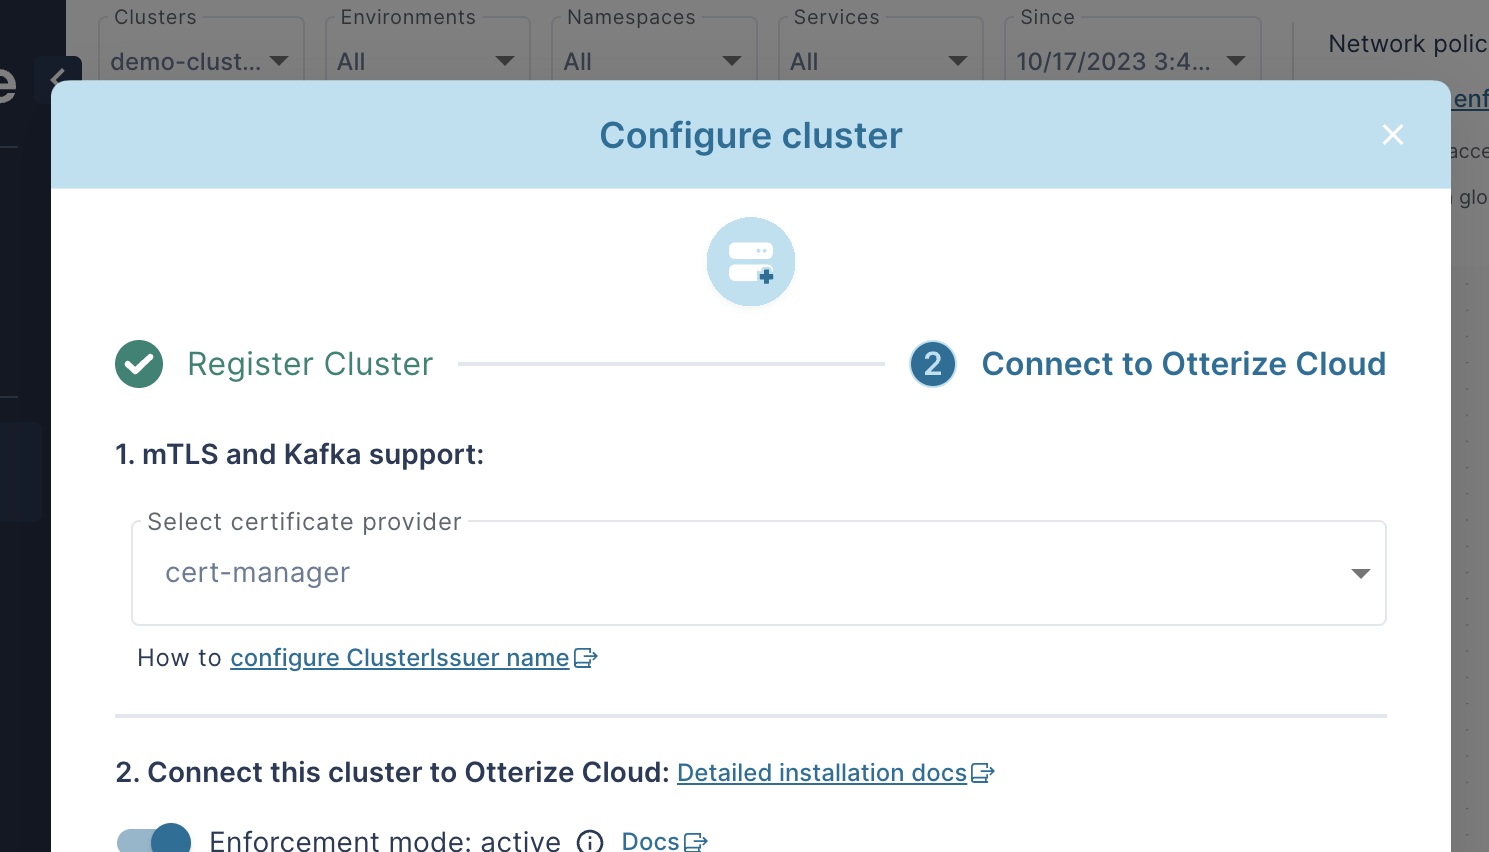 Clusters Environments Namespaces Services Since
demo-clust... All All All 10/17/2023 3:4... Network polic
e
enf
Configure cluster
acce
glo
Register Cluster 2 Connect to Otterize Cloud
1. mTLS and Kafka support:
Select certificate provider
cert-manager
How to configure ClusterIssuer name
2. Connect this cluster to Otterize Cloud: Detailed installation docs
Enforcement mode: active Docs